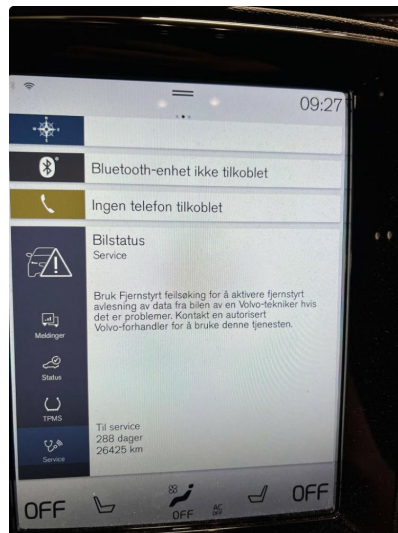 09:27
Bluetooth-enhet ikke tilkoblet
Ingen telefon tilkoblet
Bilstatus
Service
Bruk Fjernstyrt feilsøking for å aktivere fjernstyrt
avlesning av data fra bilen av en Volvo-tekniker hvis
det er problemer. Kontakt en autorisert
Volvo-forhandler for å bruke denne tjenesten.
Meldinger
Status
TPMS
Service
Til service
288 dager
26425 km
OFF
OFF
AC
OFF
OFF